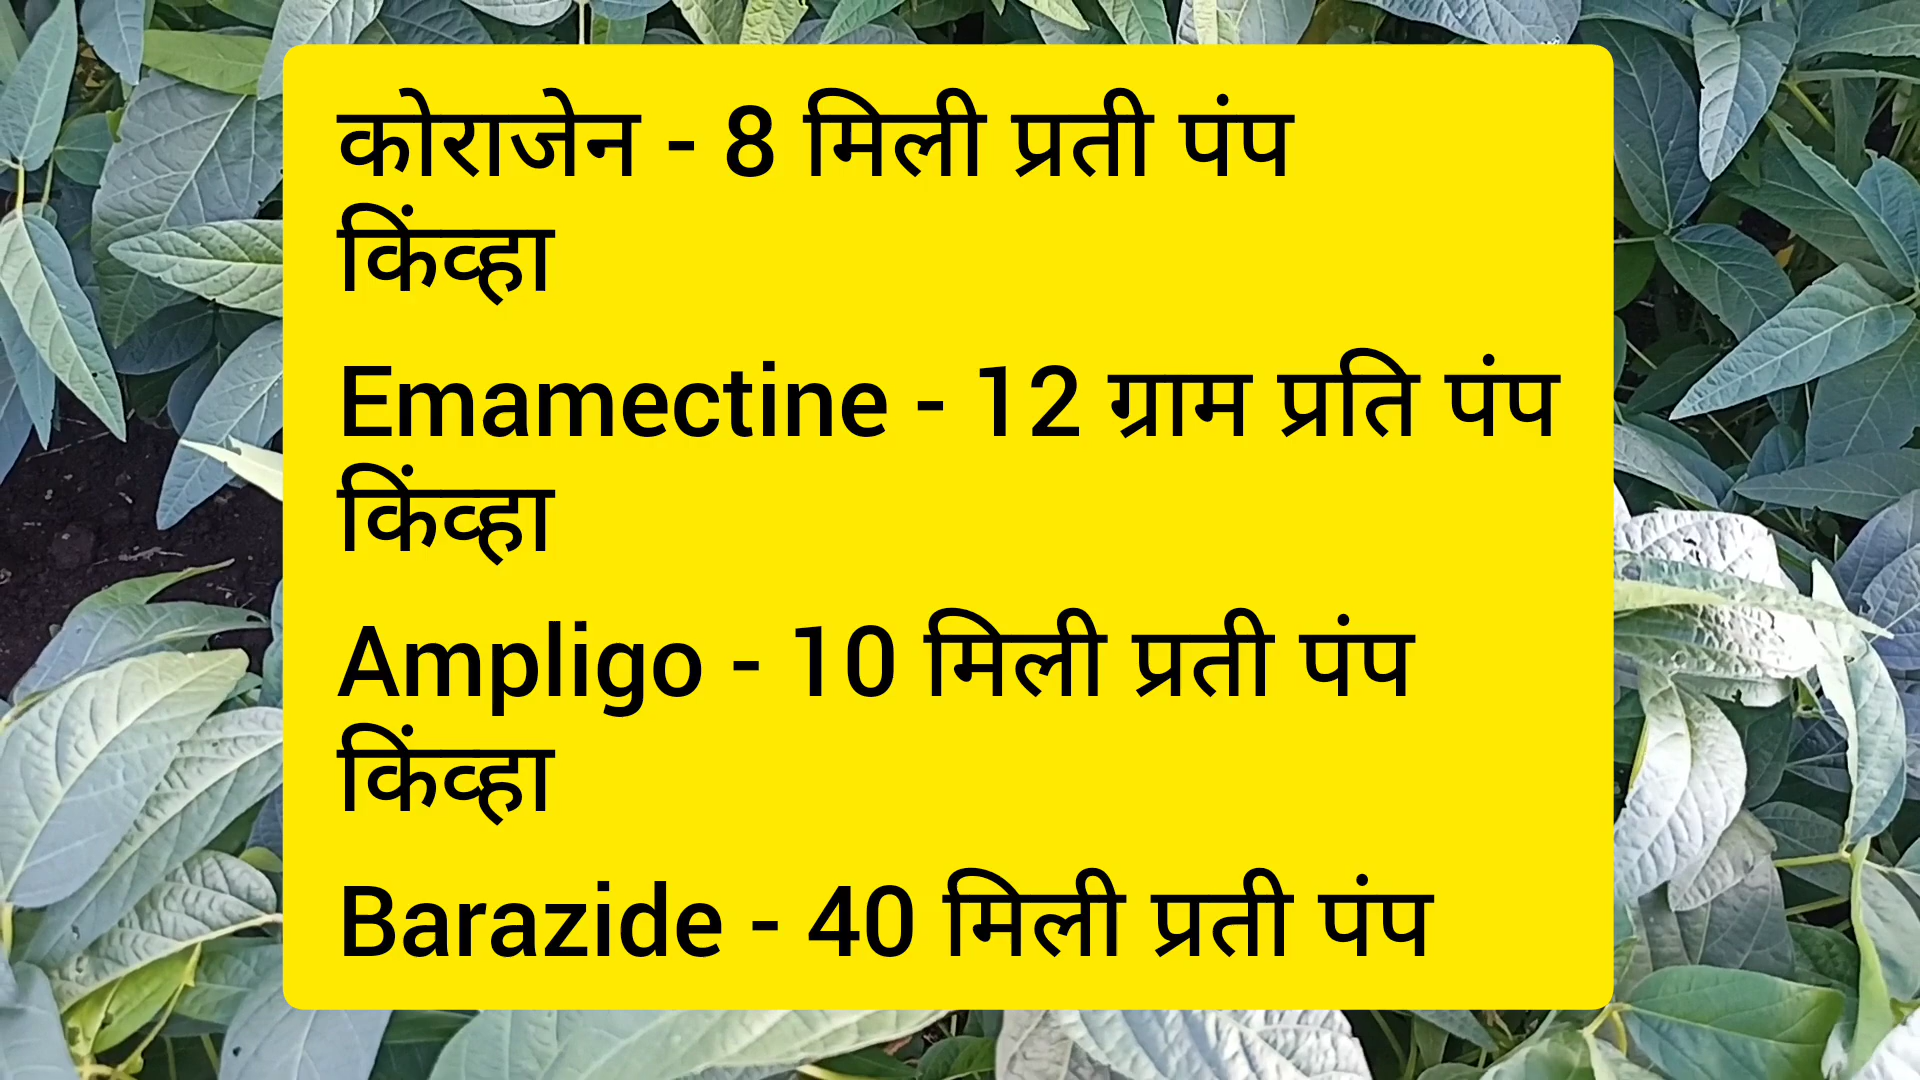 कोराजेन - 8 मिली प्रती पंप
किंव्हा
Emamectine - 12 ग्राम प्रति पंप
किंव्हा
Ampligo - 10 मिली प्रती पंप
किंव्हा
Barazide - 40 मिली प्रती पंप